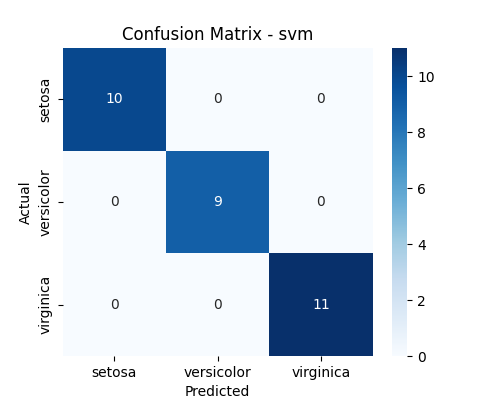 Confusion Matrix - svm
setosa
versicolor
virginica
Actual
10 0 0
0 9 0
0 0 11
setosa versicolor virginica
Predicted
10
8
6
4
2
0